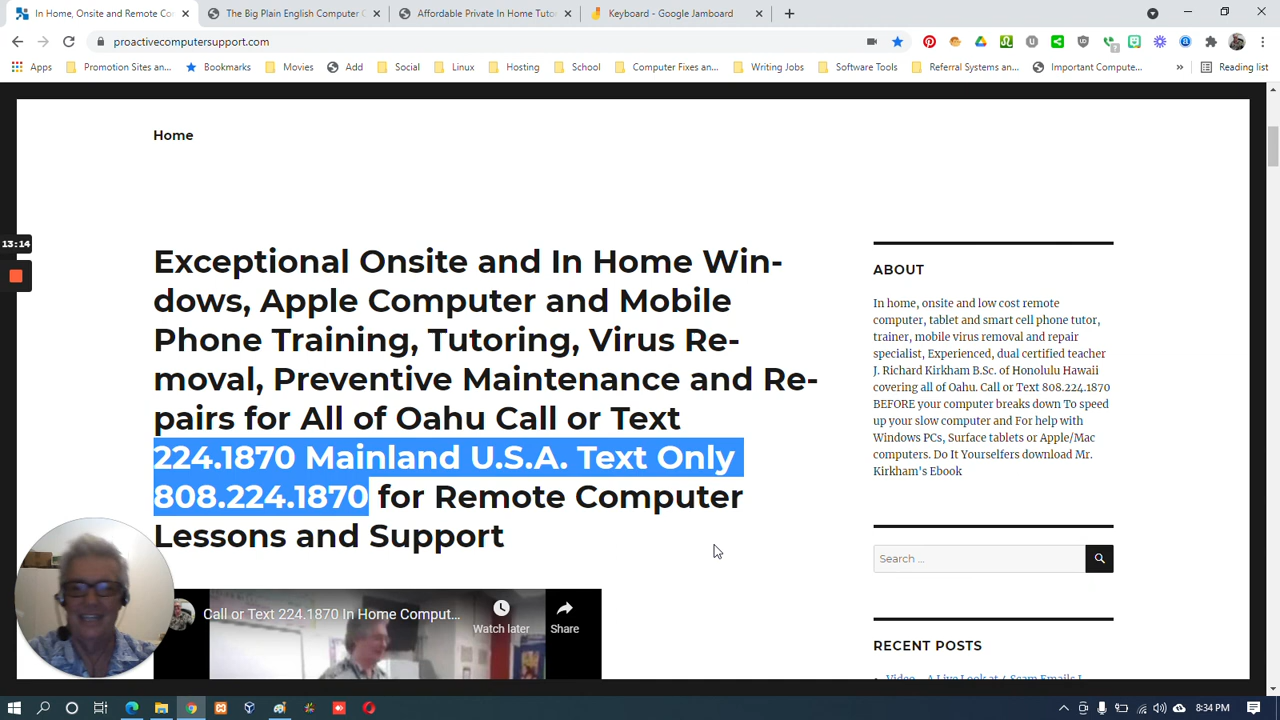 In Home, Onsite and Remote Co
The Big Plain English Computer
Affordable Private In Home Tuto
Keyboard - Google Jamboard
proactivecomputersupport.com
Apps
Promotion Sites an...
Bookmarks
Movies
Add
Social
Linux
Hosting
School
Computer Fixes an...
Writing Jobs
Software Tools
Referral Systems an...
Important Compute...
»
Reading list
Home
13:14
Exceptional Onsite and In Home Win-
dows, Apple Computer and Mobile
Phone Training, Tutoring, Virus Re-
moval, Preventive Maintenance and Re-
pairs for All of Oahu Call or Text
224.1870 Mainland U.S.A. Text Only
808.224.1870 for Remote Computer
Lessons and Support
Call or Text 224.1870 In Home Comput...
Watch later
Share
ABOUT
In home, onsite and low cost remote
computer, tablet and smart cell phone tutor,
trainer, mobile virus removal and repair
specialist, Experienced, dual certified teacher
J. Richard Kirkham B.Sc. of Honolulu Hawaii
covering all of Oahu. Call or Text 808.224.1870
BEFORE your computer breaks down To speed
up your slow computer and For help with
Windows PCs, Surface tablets or Apple/Mac
computers. Do It Yourselfers download Mr.
Kirkham's Ebook
Search ...
RECENT POSTS
Video – A Live Look at 4 Scam Emails I
8:34 PM